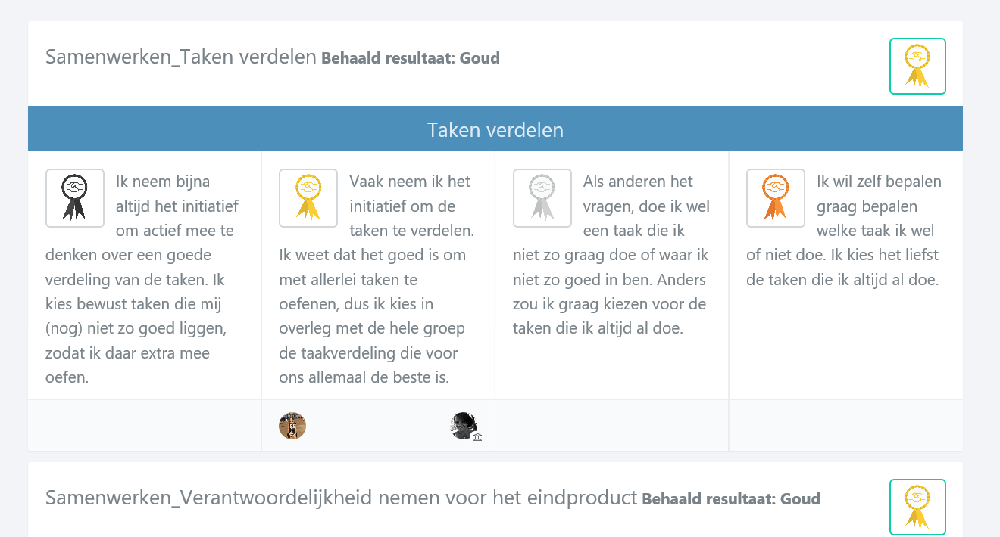 Samenwerken_Taken verdelen Behaald resultaat: Goud
Taken verdelen
Ik neem bijna
altijd het initiatief
om actief mee te
denken over een goede
verdeling van de taken. Ik
kies bewust taken die mij
(nog) niet zo goed liggen,
zodat ik daar extra mee
oefen.
Vaak neem ik het
initiatief om de
taken te verdelen.
Ik weet dat het goed is om
met allerlei taken te
oefenen, dus ik kies in
overleg met de hele groep
de taakverdeling die voor
ons allemaal de beste is.
Als anderen het
vragen, doe ik wel
een taak die ik
niet zo graag doe of waar ik
niet zo goed in ben. Anders
zou ik graag kiezen voor de
taken die ik altijd al doe.
Ik wil zelf bepalen
graag bepalen
welke taak ik wel
of niet doe. Ik kies het liefst
de taken die ik altijd al doe.
Samenwerken_Verantwoordelijkheid nemen voor het eindproduct Behaald resultaat: Goud